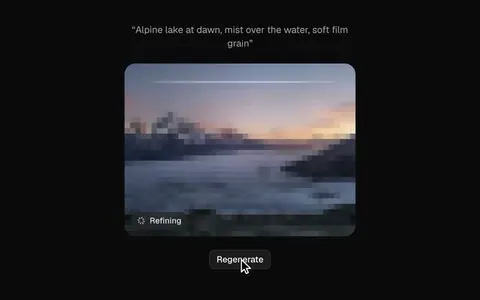 “Alpine lake at dawn, mist over the water, soft film
grain”
Refining
Regenerate